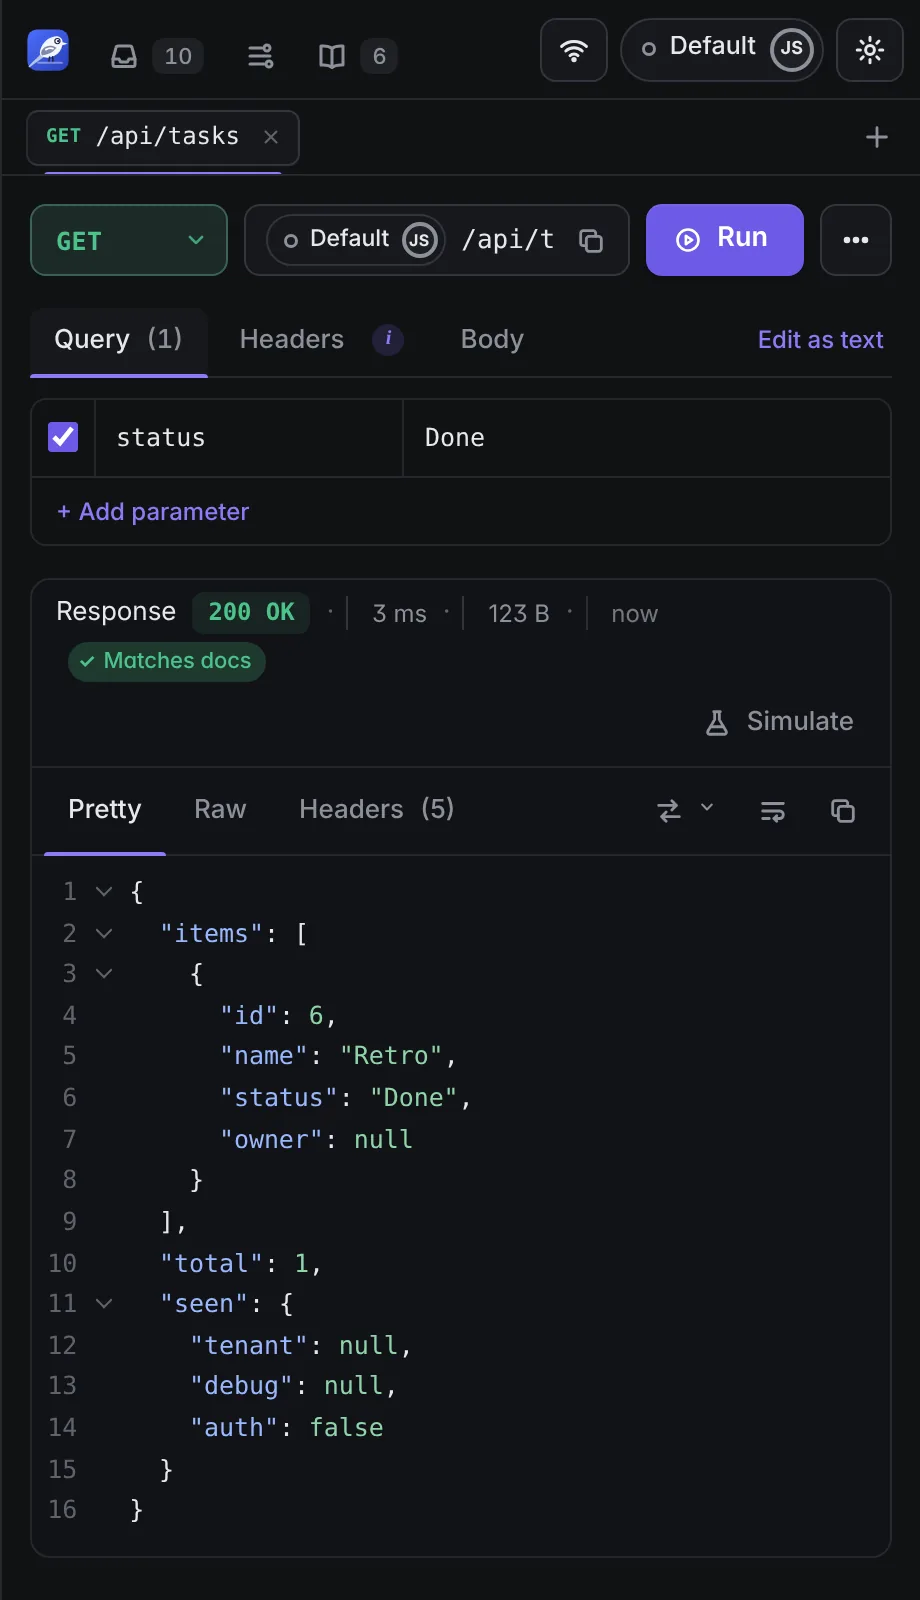 10 6 Default JS
GET /api/tasks
GET Default JS /api/t Run
Query (1) Headers i Body Edit as text
status Done
+ Add parameter
Response 200 OK · 3 ms · 123 B · now
Matches docs
Simulate
Pretty Raw Headers (5)
1 {
2 "items": [
3 {
4 "id": 6,
5 "name": "Retro",
6 "status": "Done",
7 "owner": null
8 }
9 ],
10 "total": 1,
11 "seen": {
12 "tenant": null,
13 "debug": null,
14 "auth": false
15 }
16 }